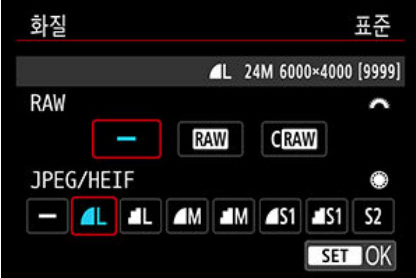 화질 표준
L 24M 6000×4000 [9999]
RAW
— RAW CRAW
JPEG/HEIF
— L L M M S1 S1 S2
SET OK